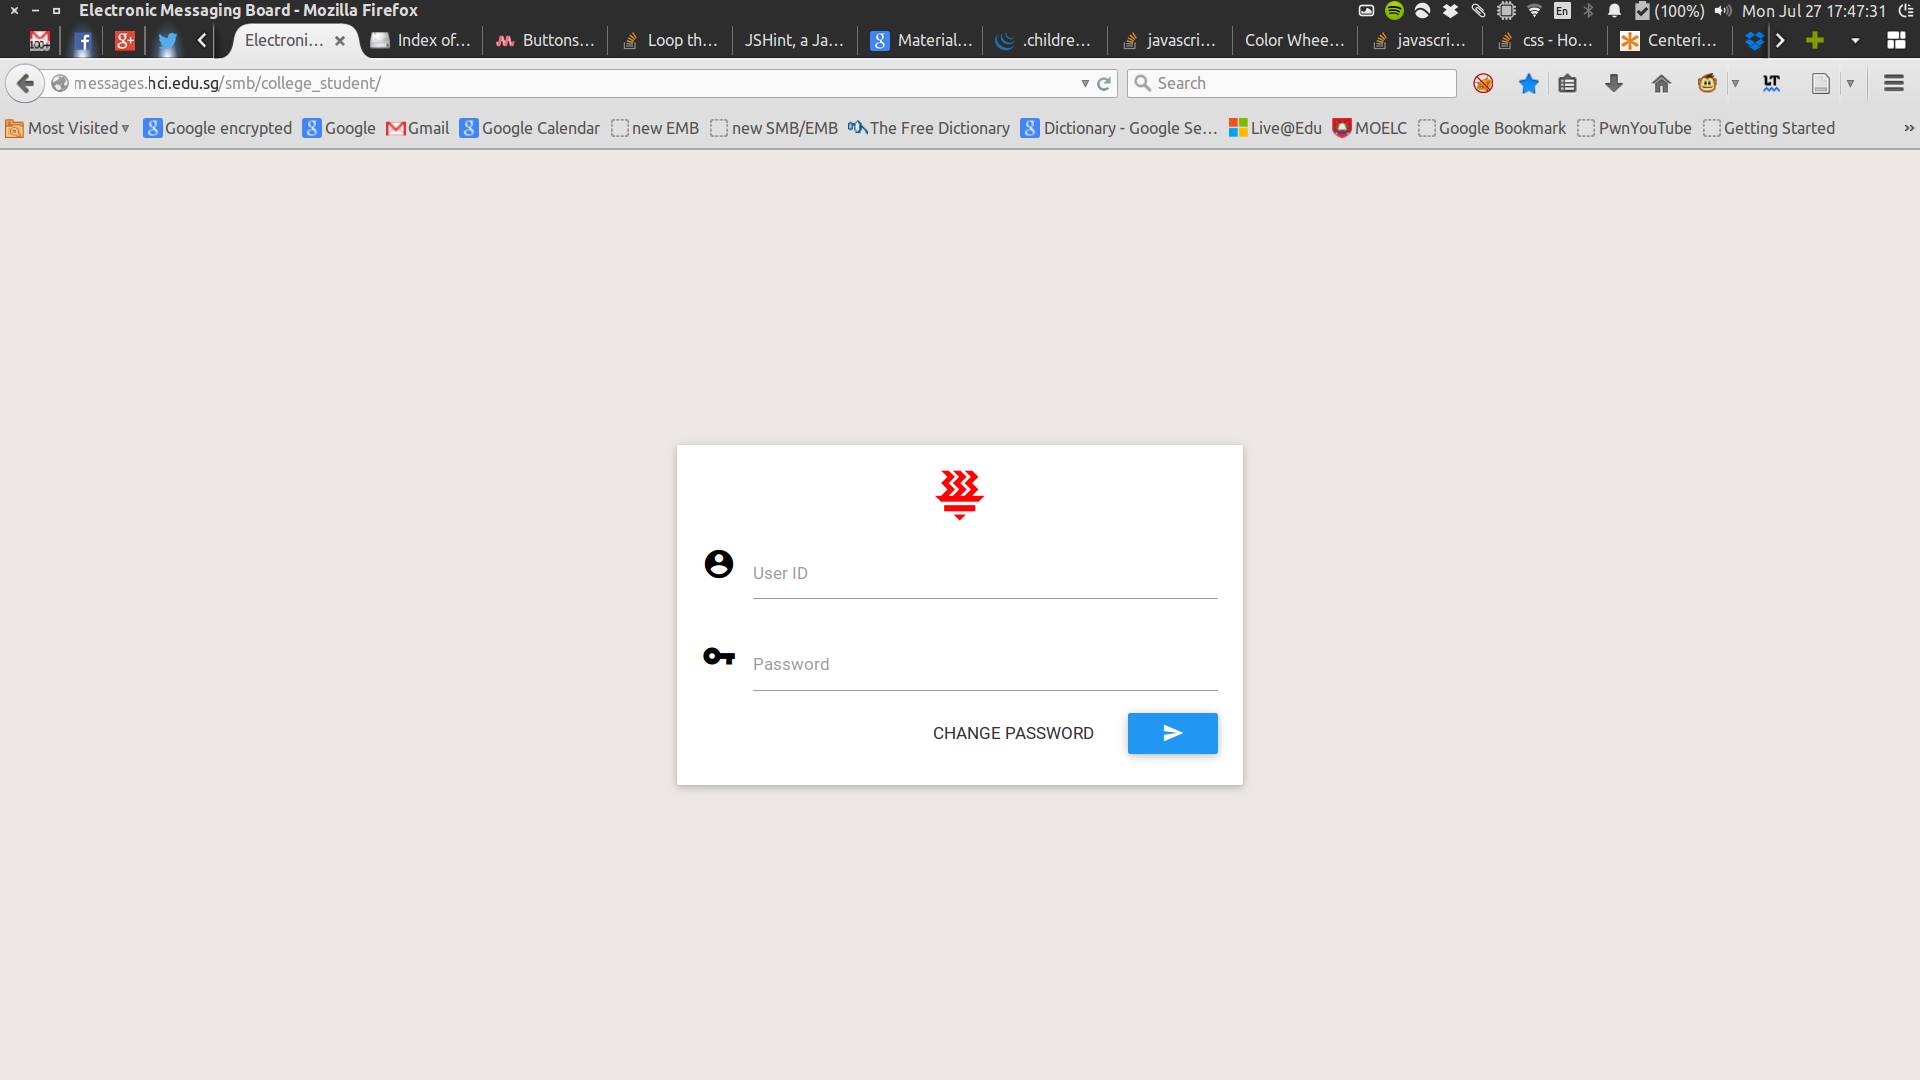 Electronic Messaging Board - Mozilla Firefox
En (100%) Mon Jul 27 17:47:31
Electroni... Index of... Buttons... Loop th... JSHint, a Ja... Material... .childre... javascri... Color Whee... javascri... css - Ho... Centeri...
messages.hci.edu.sg/smb/college_student/ Search LT
Most Visited Google encrypted Google Gmail Google Calendar new EMB new SMB/EMB The Free Dictionary Dictionary - Google Se... Live@Edu MOELC Google Bookmark PwnYouTube Getting Started
User ID
Password
CHANGE PASSWORD